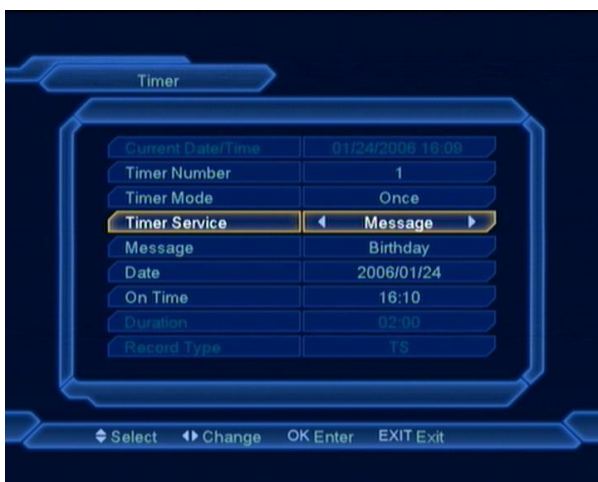 Timer
Current Date/Time 01/24/2006 16:09
Timer Number 1
Timer Mode Once
Timer Service Message
Message Birthday
Date 2006/01/24
On Time 16:10
Duration 02:00
Record Type TS
Select Change OK Enter EXIT Exit